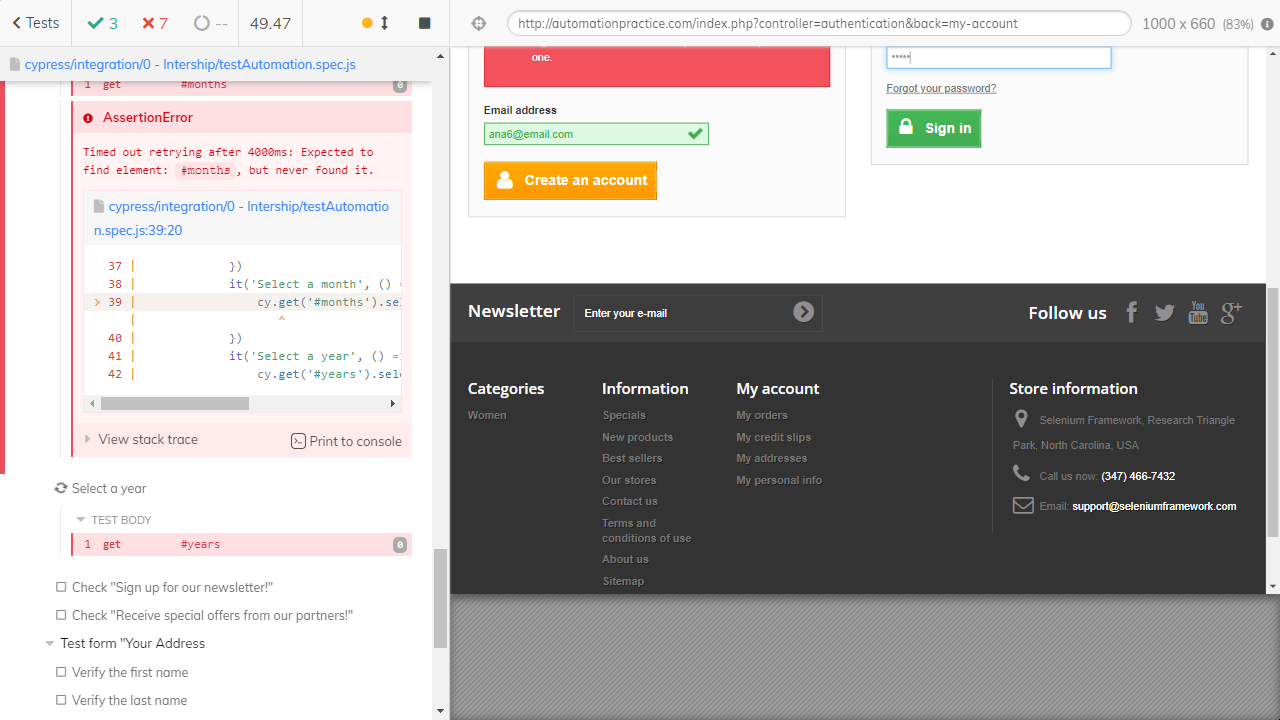 Tests
3
7
--
49.47
http://automationpractice.com/index.php?controller=authentication&back=my-account
1000 x 660 (83%)
cypress/integration/0 - Intership/testAutomation.spec.js
1 get #months 0
AssertionError
Timed out retrying after 4000ms: Expected to
find element: #months, but never found it.
cypress/integration/0 - Intership/testAutomatio
n.spec.js:39:20
37 | })
38 | it('Select a month', () =
> 39 | cy.get('#months').sel
| ^
40 | })
41 | it('Select a year', () =
42 | cy.get('#years').sele
View stack trace
Print to console
Select a year
TEST BODY
1 get #years 0
Check "Sign up for our newsletter!"
Check "Receive special offers from our partners!"
Test form "Your Address
Verify the first name
Verify the last name
one.
Email address
ana6@email.com
Create an account
•••••
Forgot your password?
Sign in
Newsletter
Enter your e-mail
Follow us
You
Tube
Categories
Women
Information
Specials
New products
Best sellers
Our stores
Contact us
Terms and
conditions of use
About us
Sitemap
My account
My orders
My credit slips
My addresses
My personal info
Store information
Selenium Framework, Research Triangle
Park, North Carolina, USA
Call us now: (347) 466-7432
Email: support@seleniumframework.com